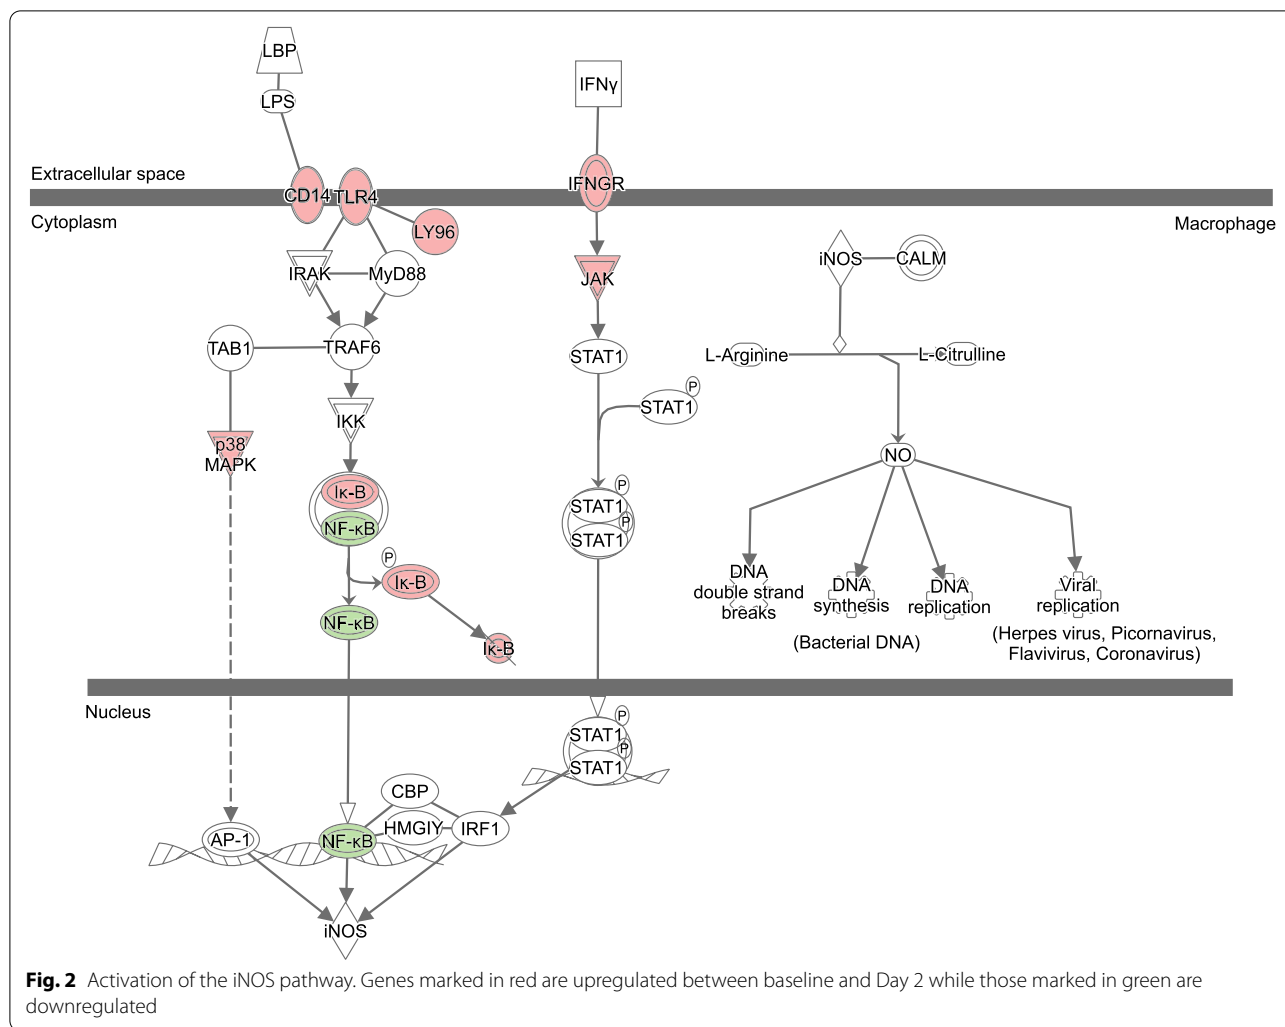 LBP
LPS
IFNγ
Extracellular space
CD14
TLR4
IFNGR
Cytoplasm
Macrophage
LY96
IRAK
MyD88
JAK
iNOS
CALM
TAB1
TRAF6
STAT1
L-Arginine
L-Citrulline
P
STAT1
IKK
p38
MAPK
NO
Iκ-B
NF-κB
P
STAT1
P
STAT1
P
Iκ-B
NF-κB
Iκ-B
DNA
double strand
breaks
DNA
synthesis
DNA
replication
Viral
replication
(Bacterial DNA)
(Herpes virus, Picornavirus,
Flavivirus, Coronavirus)
Nucleus
P
STAT1
P
STAT1
CBP
HMGIY
IRF1
AP-1
NF-κB
iNOS
Fig. 2 Activation of the iNOS pathway. Genes marked in red are upregulated between baseline and Day 2 while those marked in green are
downregulated